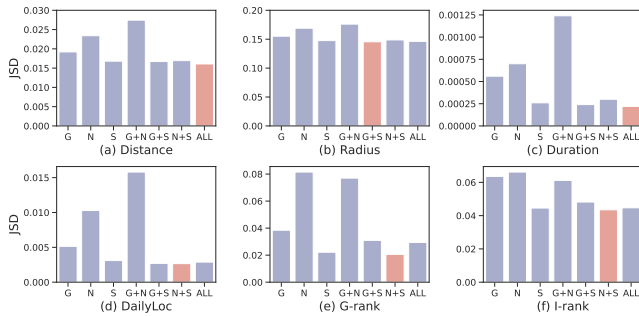 JSD
0.030
0.025
0.020
0.015
0.010
0.005
0.000
G N S G+N G+S N+S ALL
(a) Distance
0.20
0.15
0.10
0.05
0.00
G N S G+N G+S N+S ALL
(b) Radius
0.00125
0.00100
0.00075
0.00050
0.00025
0.00000
G N S G+N G+S N+S ALL
(c) Duration
JSD
0.015
0.010
0.005
0.000
G N S G+N G+S N+S ALL
(d) DailyLoc
0.08
0.06
0.04
0.02
0.00
G N S G+N G+S N+S ALL
(e) G-rank
0.06
0.04
0.02
0.00
G N S G+N G+S N+S ALL
(f) I-rank